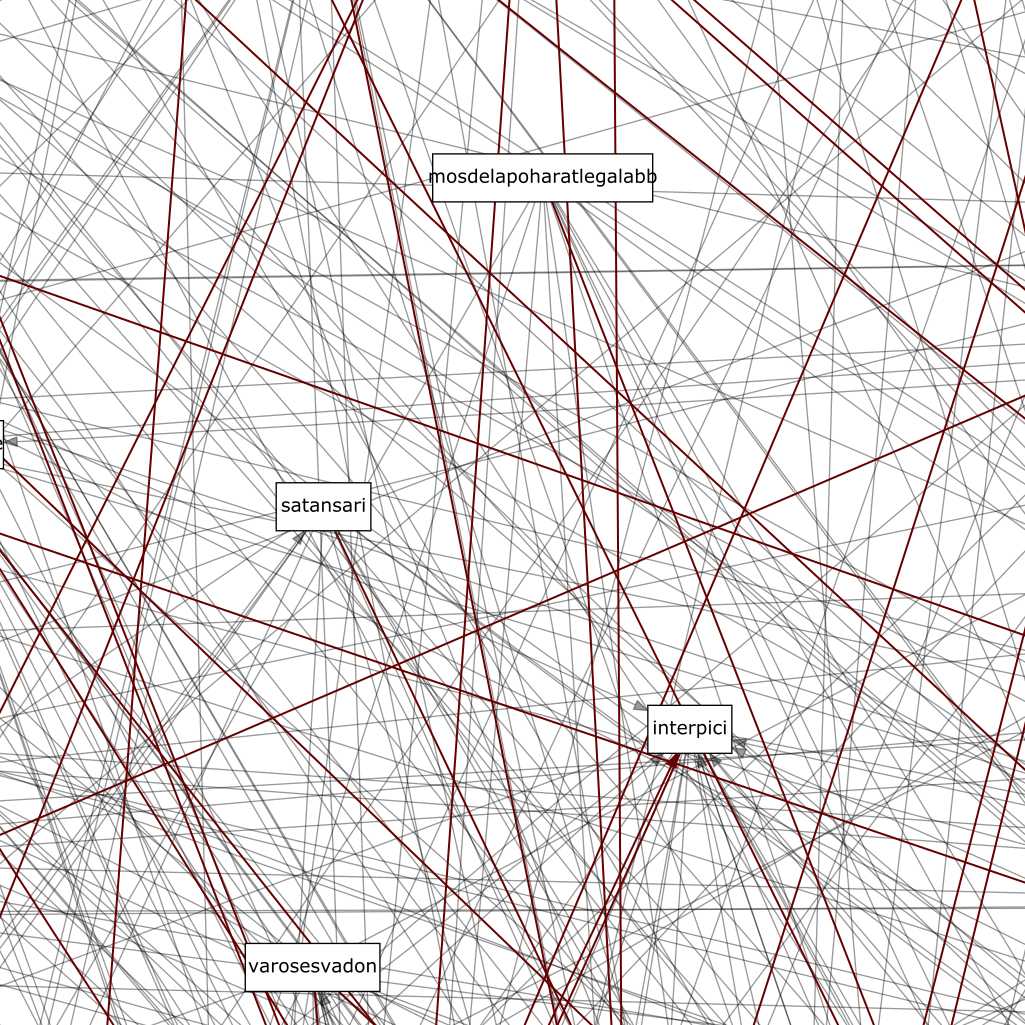 mosdelapoharatlegalabb
satansari
interpici
varosesvadon